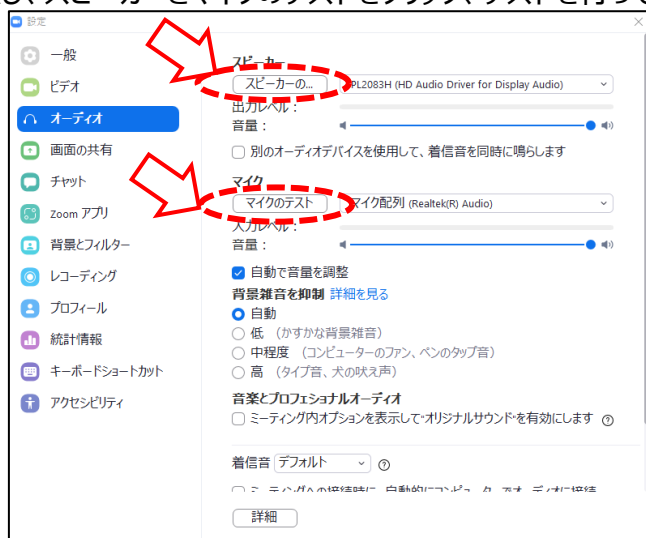 スピーカーとマイクのテストをクリックし、テストを行って
設定
一般
ビデオ
オーディオ
画面の共有
チャット
Zoom アプリ
背景とフィルター
レコーディング
プロフィール
統計情報
キーボードショートカット
アクセシビリティ
スピーカー
スピーカーの...
PL2083H (HD Audio Driver for Display Audio)
出力レベル：
音量：
別のオーディオデバイスを使用して、着信音を同時に鳴らします
マイク
マイクのテスト
マイク配列 (Realtek(R) Audio)
入力レベル：
音量：
自動で音量を調整
背景雑音を抑制 詳細を見る
自動
低 （かすかな背景雑音）
中程度 （コンピューターのファン、ペンのタップ音）
高 （タイプ音、犬の吠え声）
音楽とプロフェショナルオーディオ
ミーティング内オプションを表示して"オリジナルサウンド"を有効にします
着信音 デフォルト
詳細